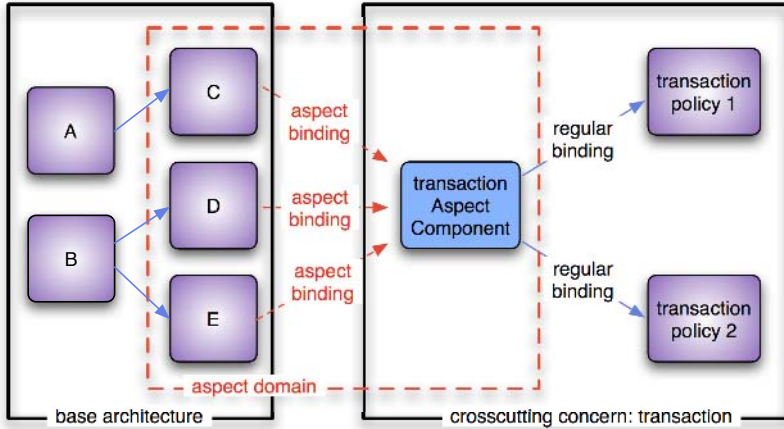 A
B
C
D
E
aspect
binding
aspect
binding
aspect
binding
transaction
Aspect
Component
regular
binding
regular
binding
transaction
policy 1
transaction
policy 2
aspect domain
base architecture
crosscutting concern: transaction